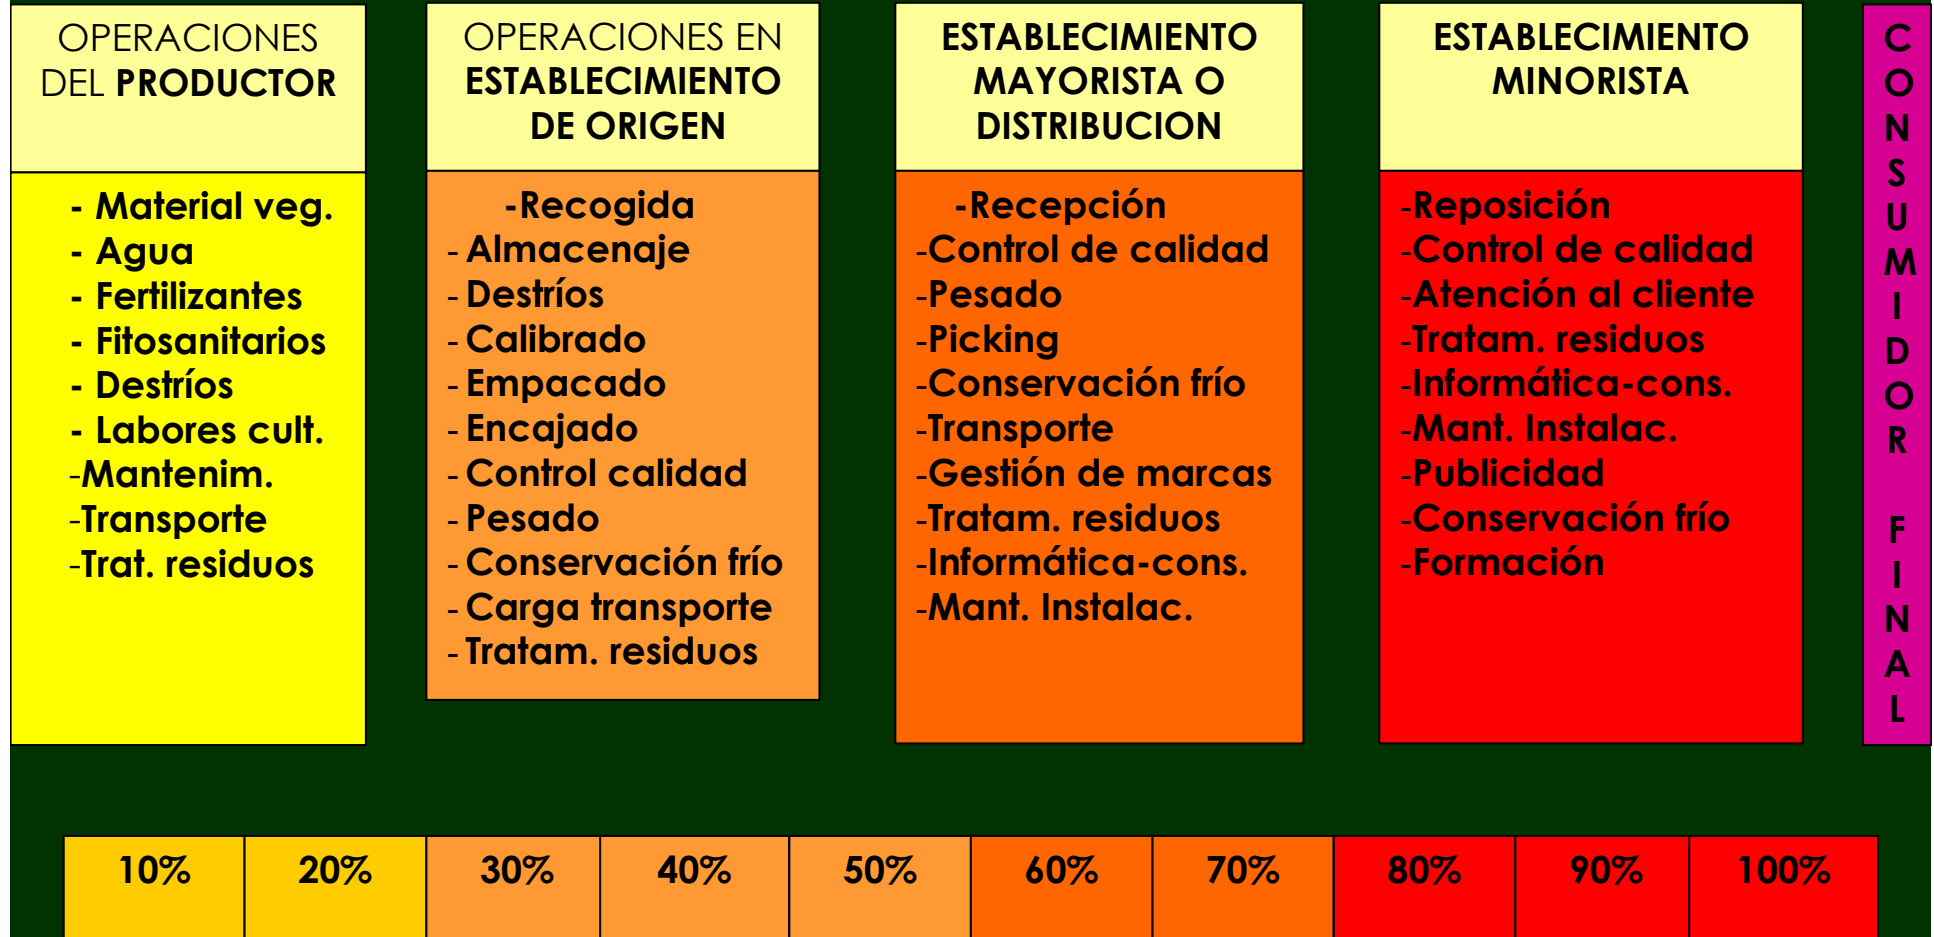 OPERACIONES
DEL PRODUCTOR
- Material veg.
- Agua
- Fertilizantes
- Fitosanitarios
- Destríos
- Labores cult.
-Mantenim.
-Transporte
-Trat. residuos
OPERACIONES EN
ESTABLECIMIENTO
DE ORIGEN
-Recogida
- Almacenaje
- Destríos
- Calibrado
- Empacado
- Encajado
- Control calidad
- Pesado
- Conservación frío
- Carga transporte
- Tratam. residuos
ESTABLECIMIENTO
MAYORISTA O
DISTRIBUCION
-Recepción
-Control de calidad
-Pesado
-Picking
-Conservación frío
-Transporte
-Gestión de marcas
-Tratam. residuos
-Informática-cons.
-Mant. Instalac.
ESTABLECIMIENTO
MINORISTA
-Reposición
-Control de calidad
-Atención al cliente
-Tratam. residuos
-Informática-cons.
-Mant. Instalac.
-Publicidad
-Conservación frío
-Formación
CONSUMIDOR FINAL
10% 20% 30% 40% 50% 60% 70% 80% 90% 100%